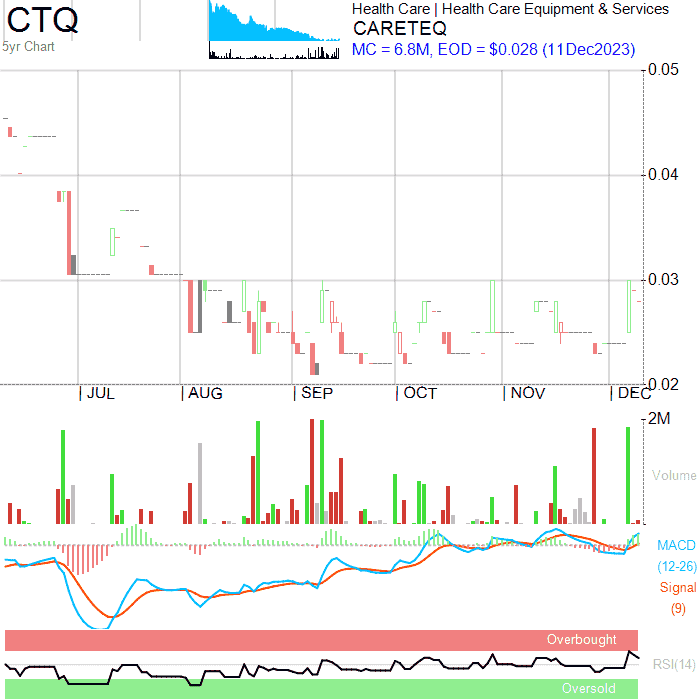 CTQ
5yr Chart
Health Care | Health Care Equipment & Services
CARETEQ
MC = 6.8M, EOD = $0.028 (11Dec2023)
0.05
0.04
0.03
0.02
JUL
AUG
SEP
OCT
NOV
DEC
2M
Volume
MACD
(12-26)
Signal
(9)
Overbought
RSI(14)
Oversold